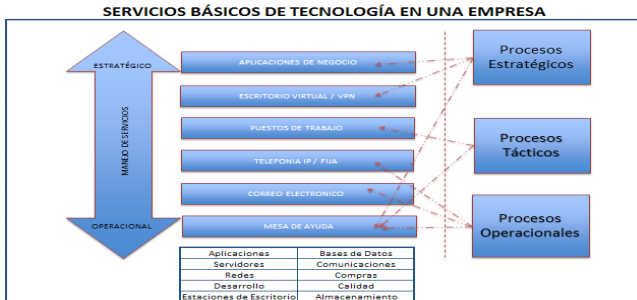 SERVICIOS BÁSICOS DE TECNOLOGÍA EN UNA EMPRESA
ESTRATÉGICO
MANEJO DE SERVICIOS
OPERACIONAL
APLICACIONES DE NEGOCIO
ESCRITORIO VIRTUAL / VPN
PUESTOS DE TRABAJO
TELEFONIA IP / FIJA
CORREO ELECTRONICO
MESA DE AYUDA
Procesos
Estratégicos
Procesos
Tácticos
Procesos
Operacionales
Aplicaciones Bases de Datos
Servidores Comunicaciones
Redes Compras
Desarrollo Calidad
Estaciones de Escritorio Almacenamiento